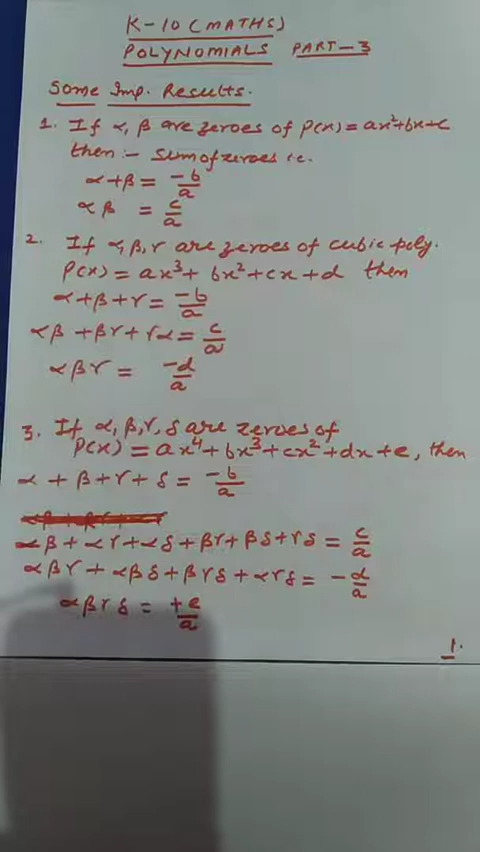 K-10 (MATHS)
POLYNOMIALS PART-3
Some Imp. Results.
1. If α, β are zeroes of P(x) = ax²+bx+c
then:- sum of zeroes i.e.
α+β = -b/a
αβ = c/a
2. If α, β, γ are zeroes of cubic poly.
P(x) = ax³+ bx²+cx+d then
α+β+γ = -b/a
αβ +βγ+γα = c/a
αβγ = -d/a
3. If α, β, γ, δ are zeroes of
P(x) = ax⁴+bx³+cx²+dx+e, then
α + β+γ+δ = -b/a
αβ+αγ+αδ+βγ+βδ+γδ = c/a
αβγ+αβδ+βγδ+αγδ = -d/a
αβγδ = +e/a
1.